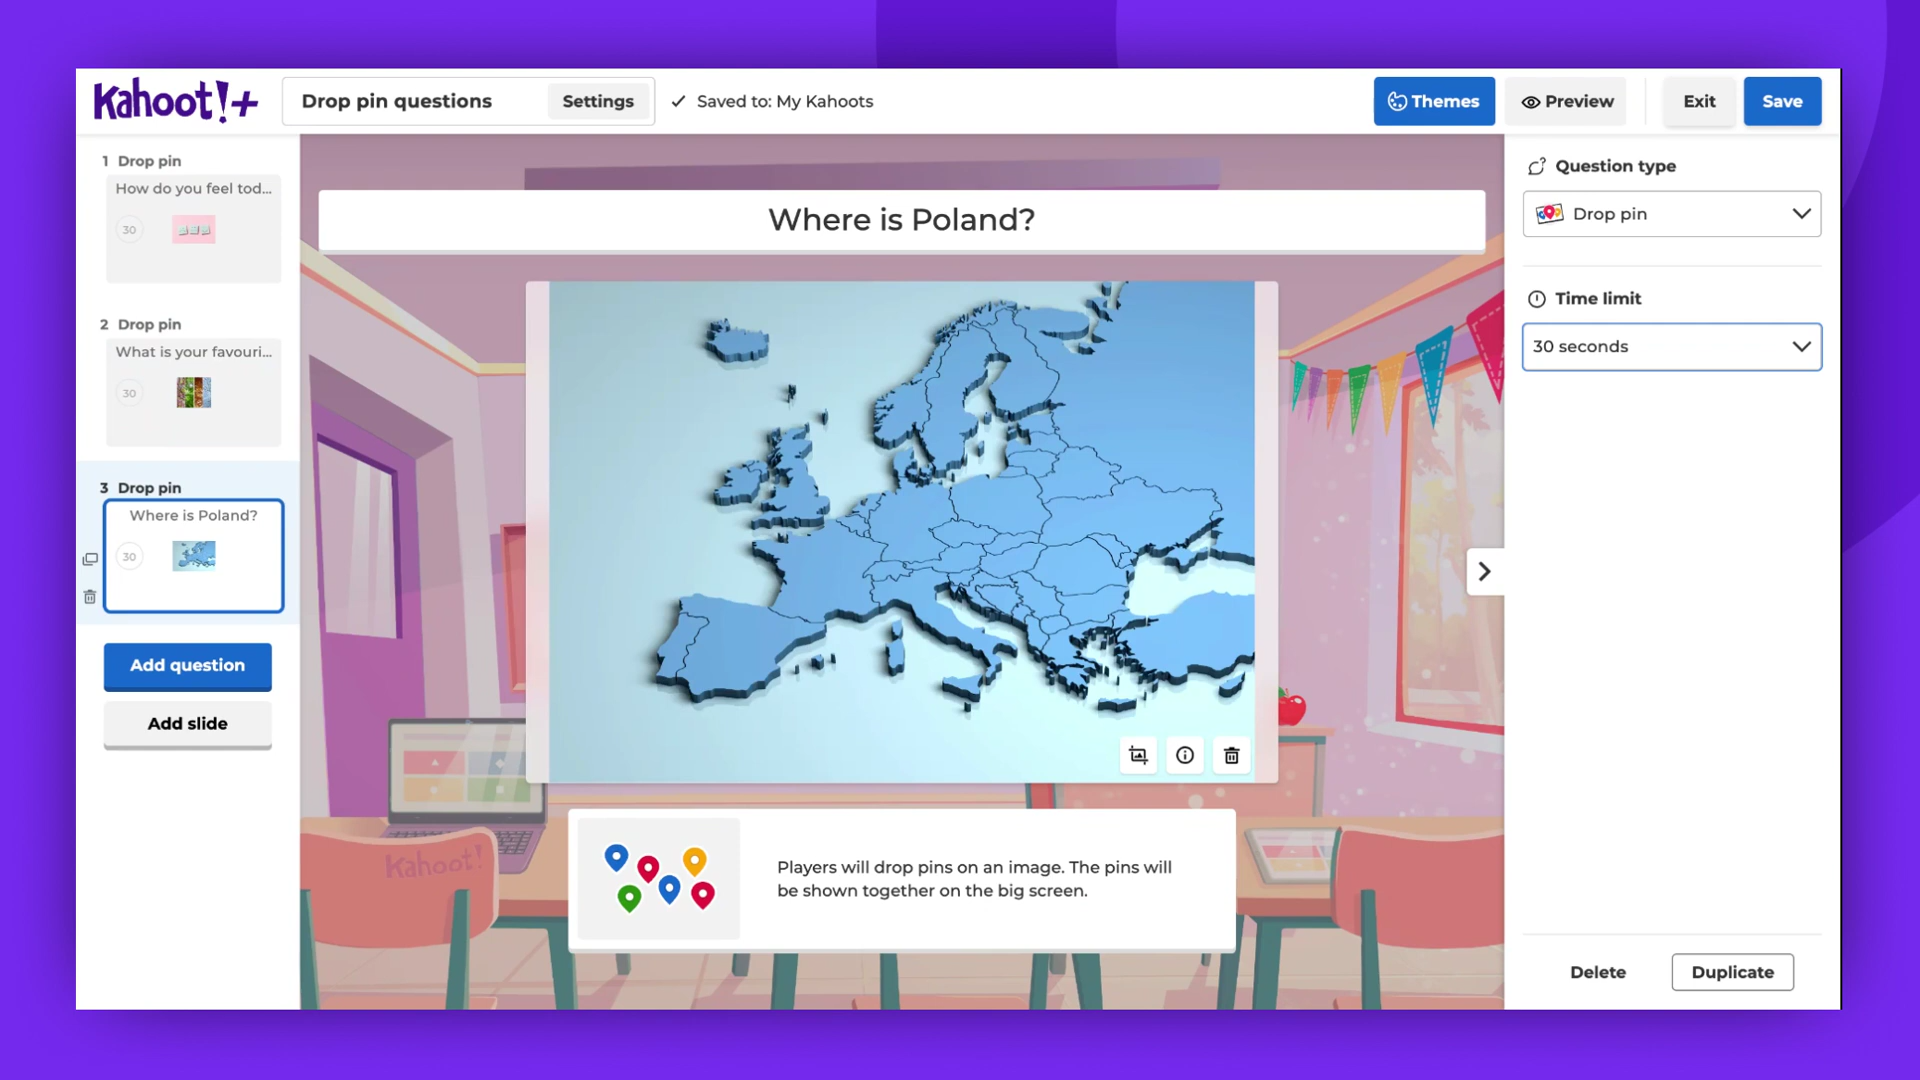 Kahoot!+
Drop pin questions
Settings
Saved to: My Kahoots
Themes
Preview
Exit
Save
1 Drop pin
How do you feel tod...
30
2 Drop pin
What is your favouri...
30
3 Drop pin
Where is Poland?
30
Add question
Add slide
Where is Poland?
Kahoot!
Players will drop pins on an image. The pins will
be shown together on the big screen.
Question type
Drop pin
Time limit
30 seconds
Delete
Duplicate